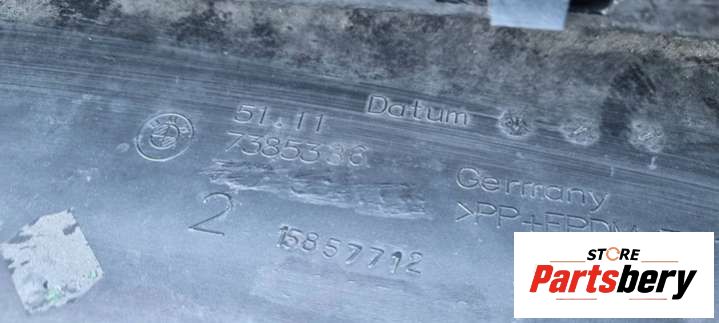 51.11 Datum
7385336
Germany
>PP+EPDM-T
2
15857712
STORE
Partsbery